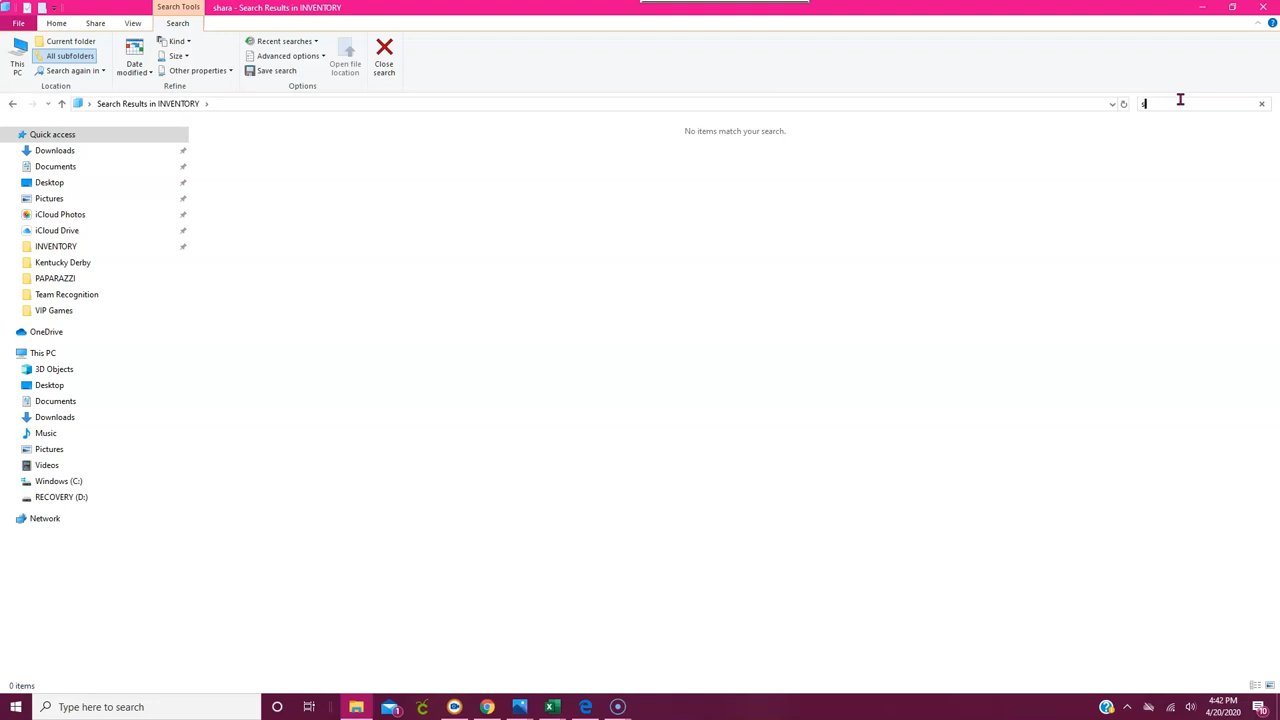 Search Tools
shara - Search Results in INVENTORY
File Home Share View Search
This PC
Current folder
All subfolders
Search again in
Location
Date modified
Kind
Size
Other properties
Refine
Recent searches
Advanced options
Save search
Open file location
Options
Close search
Search Results in INVENTORY
s
Quick access
No items match your search.
Downloads
Documents
Desktop
Pictures
iCloud Photos
iCloud Drive
INVENTORY
Kentucky Derby
PAPARAZZI
Team Recognition
VIP Games
OneDrive
This PC
3D Objects
Desktop
Documents
Downloads
Music
Pictures
Videos
Windows (C:)
RECOVERY (D:)
Network
0 items
Type here to search
1
4:42 PM
4/20/2020
10